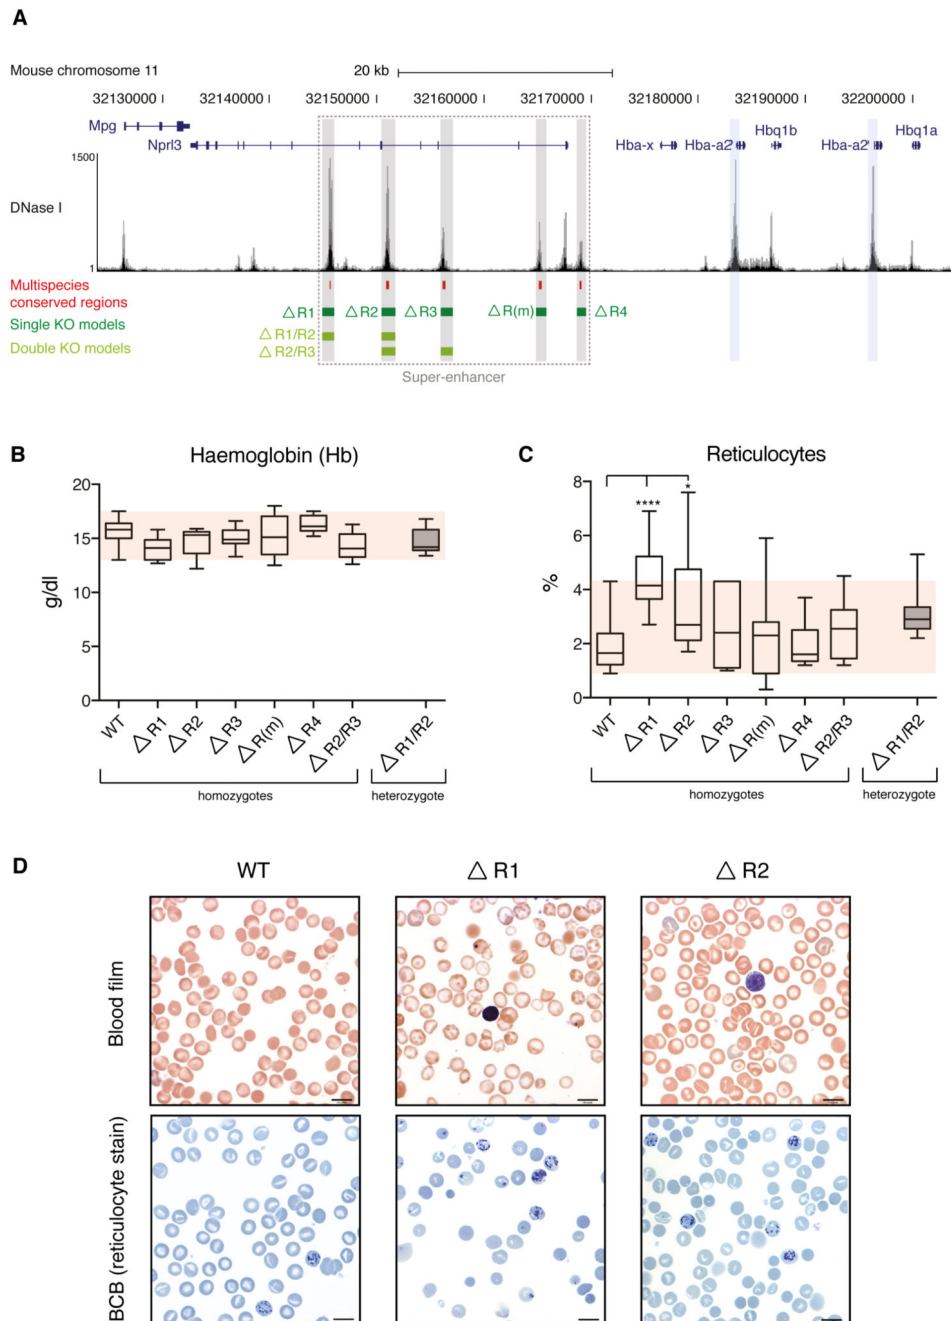 A
Mouse chromosome 11
20 kb
32130000
32140000
32150000
32160000
32170000
32180000
32190000
32200000
Mpg
Nprl3
Hba-x
Hba-a2
Hbq1b
Hba-a2'
Hbq1a
1500
DNase I
1
Multispecies
conserved regions
Single KO models
Double KO models
△ R1
△ R2
△ R3
△ R(m)
△ R4
△ R1/R2
△ R2/R3
Super-enhancer
B
Haemoglobin (Hb)
20
15
10
5
0
g/dl
WT
△ R1
△ R2
△ R3
△ R(m)
△ R4
△ R2/R3
△ R1/R2
homozygotes
heterozygote
C
Reticulocytes
8
6
4
2
0
%
****
*
WT
△ R1
△ R2
△ R3
△ R(m)
△ R4
△ R2/R3
△ R1/R2
homozygotes
heterozygote
D
WT
△ R1
△ R2
Blood film
BCB (reticulocyte stain)